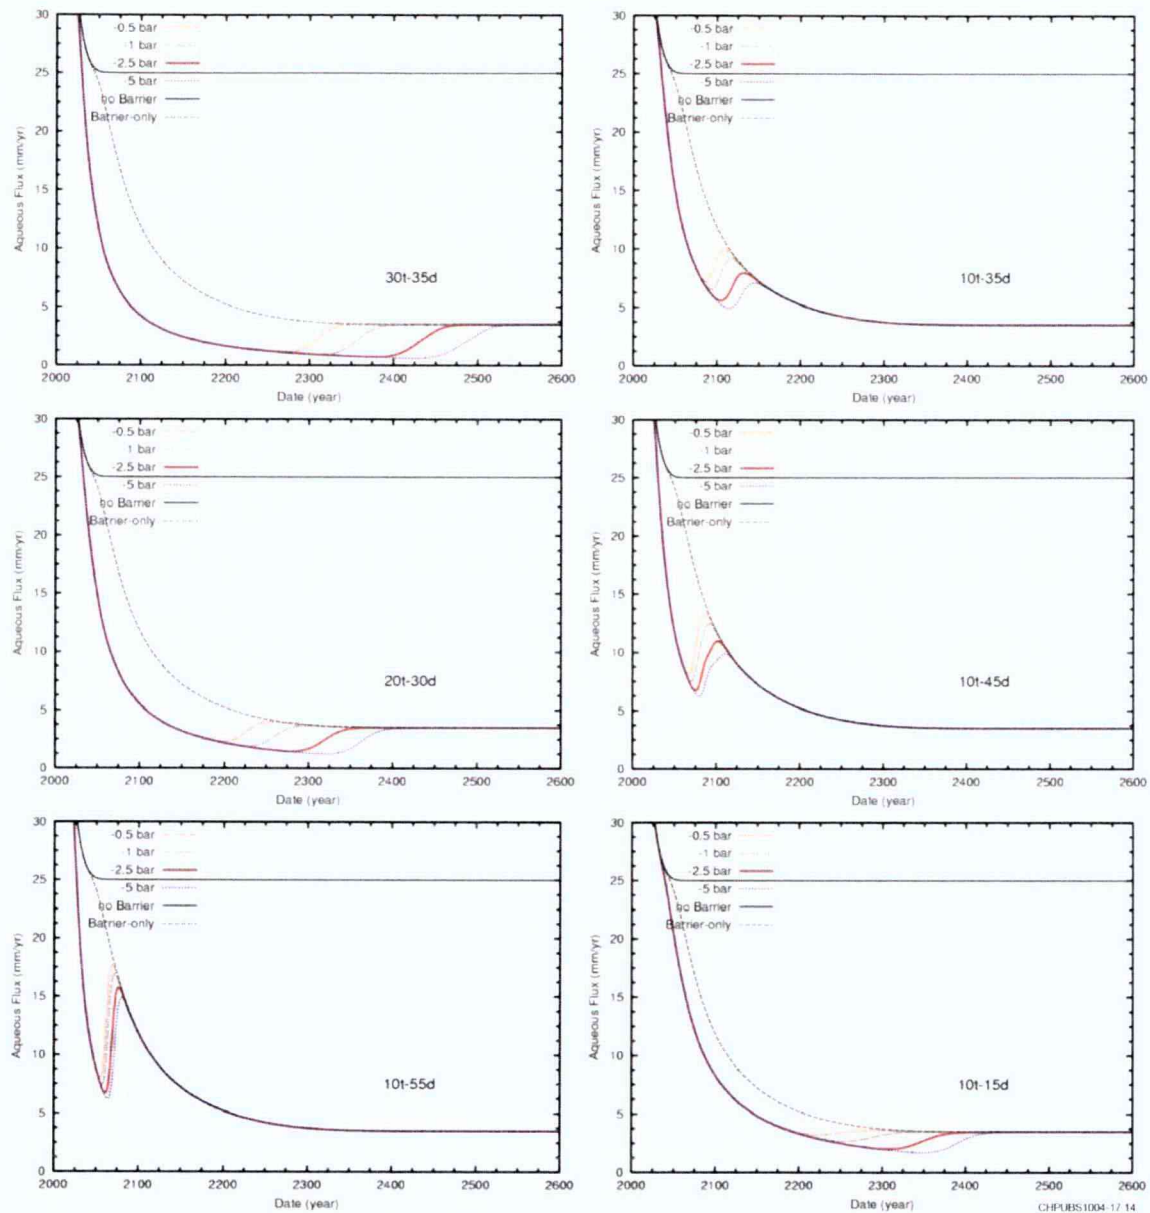 30
25
20
15
10
5
0
Aqueous Flux (mm/yr)
-0.5 bar
-1 bar
-2.5 bar
5 bar
no Barrier
Barrier-only
30t-35d
2000 2100 2200 2300 2400 2500 2600
Date (year)
30
25
20
15
10
5
0
Aqueous Flux (mm/yr)
-0.5 bar
-1 bar
-2.5 bar
5 bar
no Barrier
Barrier-only
10t-35d
2000 2100 2200 2300 2400 2500 2600
Date (year)
30
25
20
15
10
5
0
Aqueous Flux (mm/yr)
-0.5 bar
1 bar
-2.5 bar
-5 bar
no Barrier
Barrier-only
20t-30d
2000 2100 2200 2300 2400 2500 2600
Date (year)
30
25
20
15
10
5
0
Aqueous Flux (mm/yr)
-0.5 bar
-1 bar
-2.5 bar
-5 bar
no Barrier
Barrier-only
10t-45d
2000 2100 2200 2300 2400 2500 2600
Date (year)
30
25
20
15
10
5
0
Aqueous Flux (mm/yr)
-0.5 bar
-1 bar
-2.5 bar
-5 bar
no Barrier
Barrier-only
10t-55d
2000 2100 2200 2300 2400 2500 2600
Date (year)
30
25
20
15
10
5
0
Aqueous Flux (mm/yr)
-0.5 bar
-1 bar
-2.5 bar
-5 bar
no Barrier
Barrier-only
10t-15d
2000 2100 2200 2300 2400 2500 2600
Date (year)
CHPUBS1004-17 14